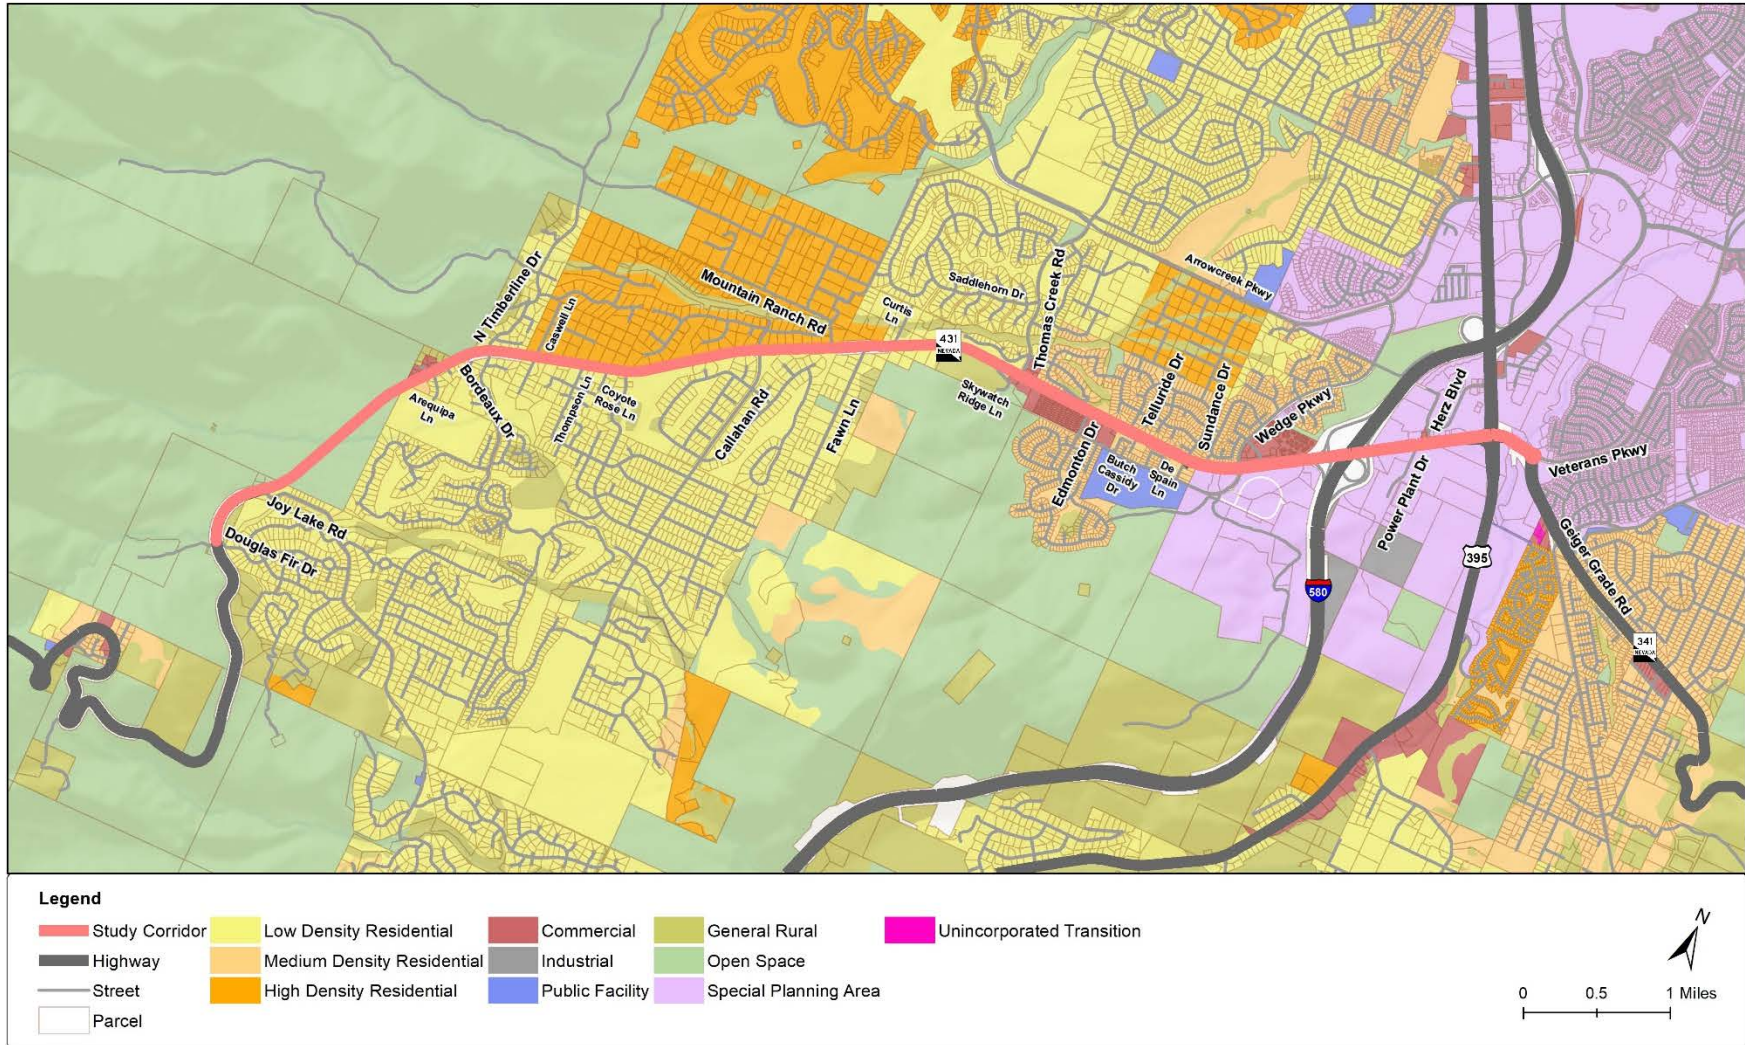 N Timberline Dr
Caswell Ln
Mountain Ranch Rd
Curtis
Ln
Saddlehorn Dr
Thomas Creek Rd
Arrowcreek Pkwy
431
NEVADA
Bordeaux Dr
Arequipa
Ln
Thompson Ln
Coyote
Rose Ln
Callahan Rd
Fawn Ln
Skywatch
Ridge Ln
Edmonton Dr
Telluride Dr
Sundance Dr
Wedge Pkwy
Butch
Cassidy
Dr
De
Spain
Ln
Herz Blvd
Power Plant Dr
Veterans Pkwy
Geiger Grade Rd
Joy Lake Rd
Douglas Fir Dr
395
580
341
NEVADA
Legend
Study Corridor
Highway
Street
Parcel
Low Density Residential
Medium Density Residential
High Density Residential
Commercial
Industrial
Public Facility
General Rural
Open Space
Special Planning Area
Unincorporated Transition
N
0 0.5 1 Miles